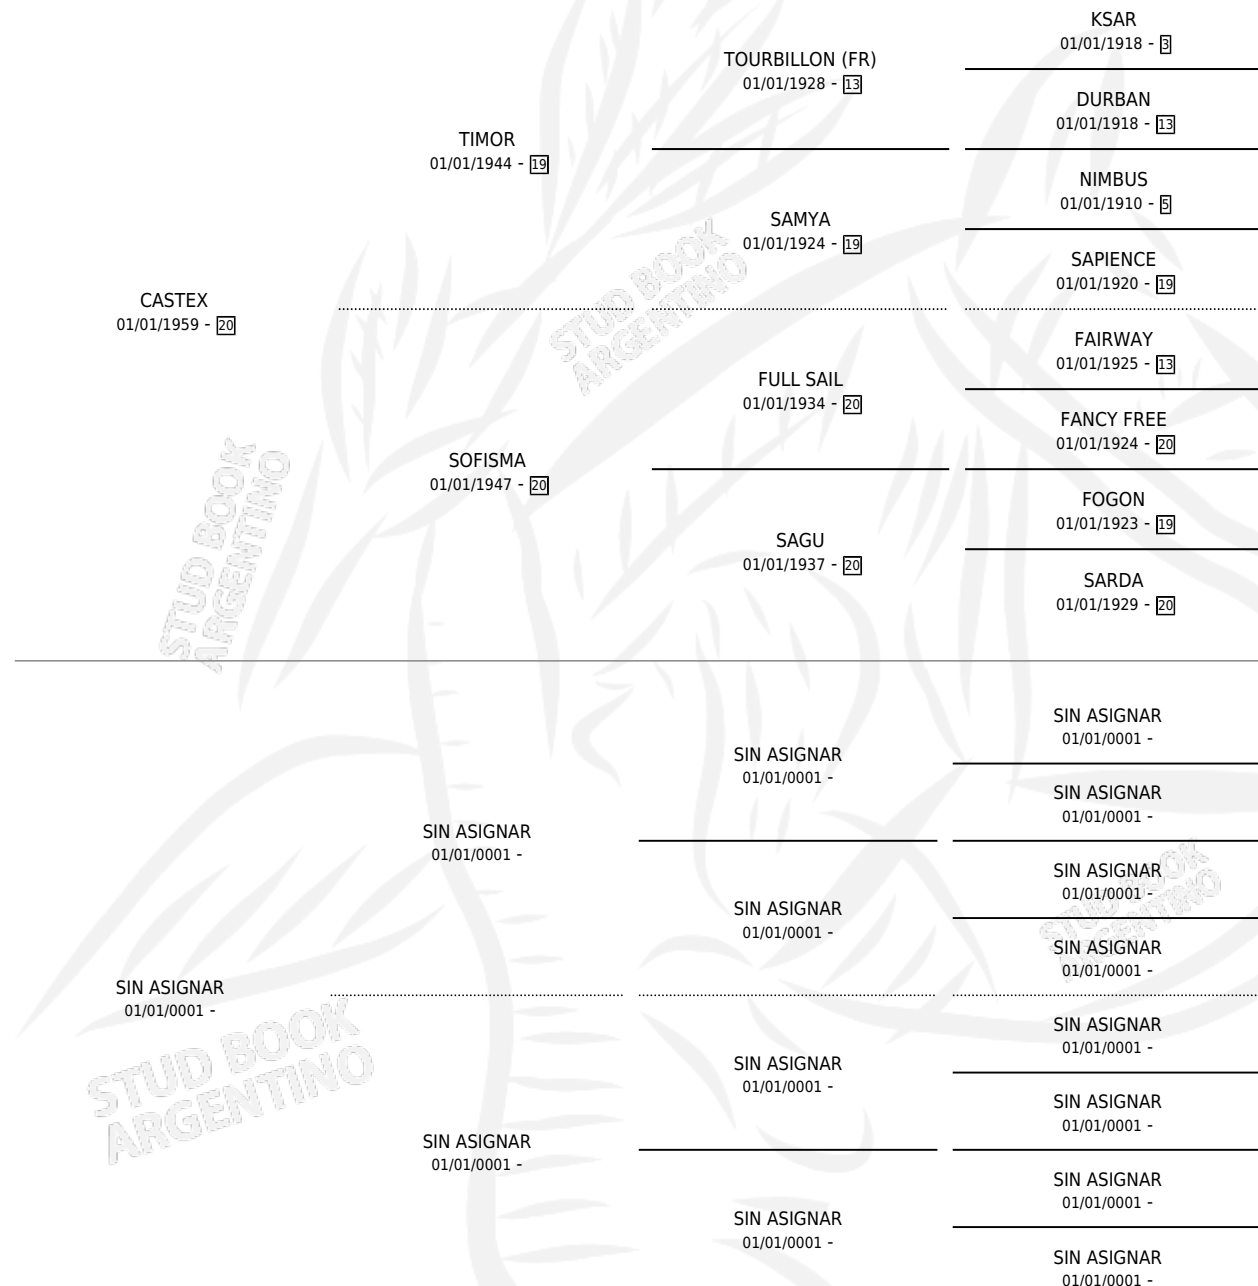 KSAR
01/01/1918 - 3
TOURBILLON (FR)
01/01/1928 - 13
DURBAN
01/01/1918 - 13
TIMOR
01/01/1944 - 19
NIMBUS
01/01/1910 - 5
SAMYA
01/01/1924 - 19
SAPIENCE
01/01/1920 - 19
CASTEX
01/01/1959 - 20
FAIRWAY
01/01/1925 - 13
FULL SAIL
01/01/1934 - 20
FANCY FREE
01/01/1924 - 20
SOFISMA
01/01/1947 - 20
FOGON
01/01/1923 - 19
SAGU
01/01/1937 - 20
SARDA
01/01/1929 - 20
STUD BOOK
ARGENTINO
STUD BOOK
ARGENTINO
SIN ASIGNAR
01/01/0001 -
SIN ASIGNAR
01/01/0001 -
SIN ASIGNAR
01/01/0001 -
SIN ASIGNAR
01/01/0001 -
SIN ASIGNAR
01/01/0001 -
SIN ASIGNAR
01/01/0001 -
SIN ASIGNAR
01/01/0001 -
SIN ASIGNAR
01/01/0001 -
SIN ASIGNAR
01/01/0001 -
SIN ASIGNAR
01/01/0001 -
SIN ASIGNAR
01/01/0001 -
SIN ASIGNAR
01/01/0001 -
SIN ASIGNAR
01/01/0001 -
SIN ASIGNAR
01/01/0001 -
SIN ASIGNAR
01/01/0001 -
STUD BOOK
ARGENTINO
STUD BOOK
ARGENTINO